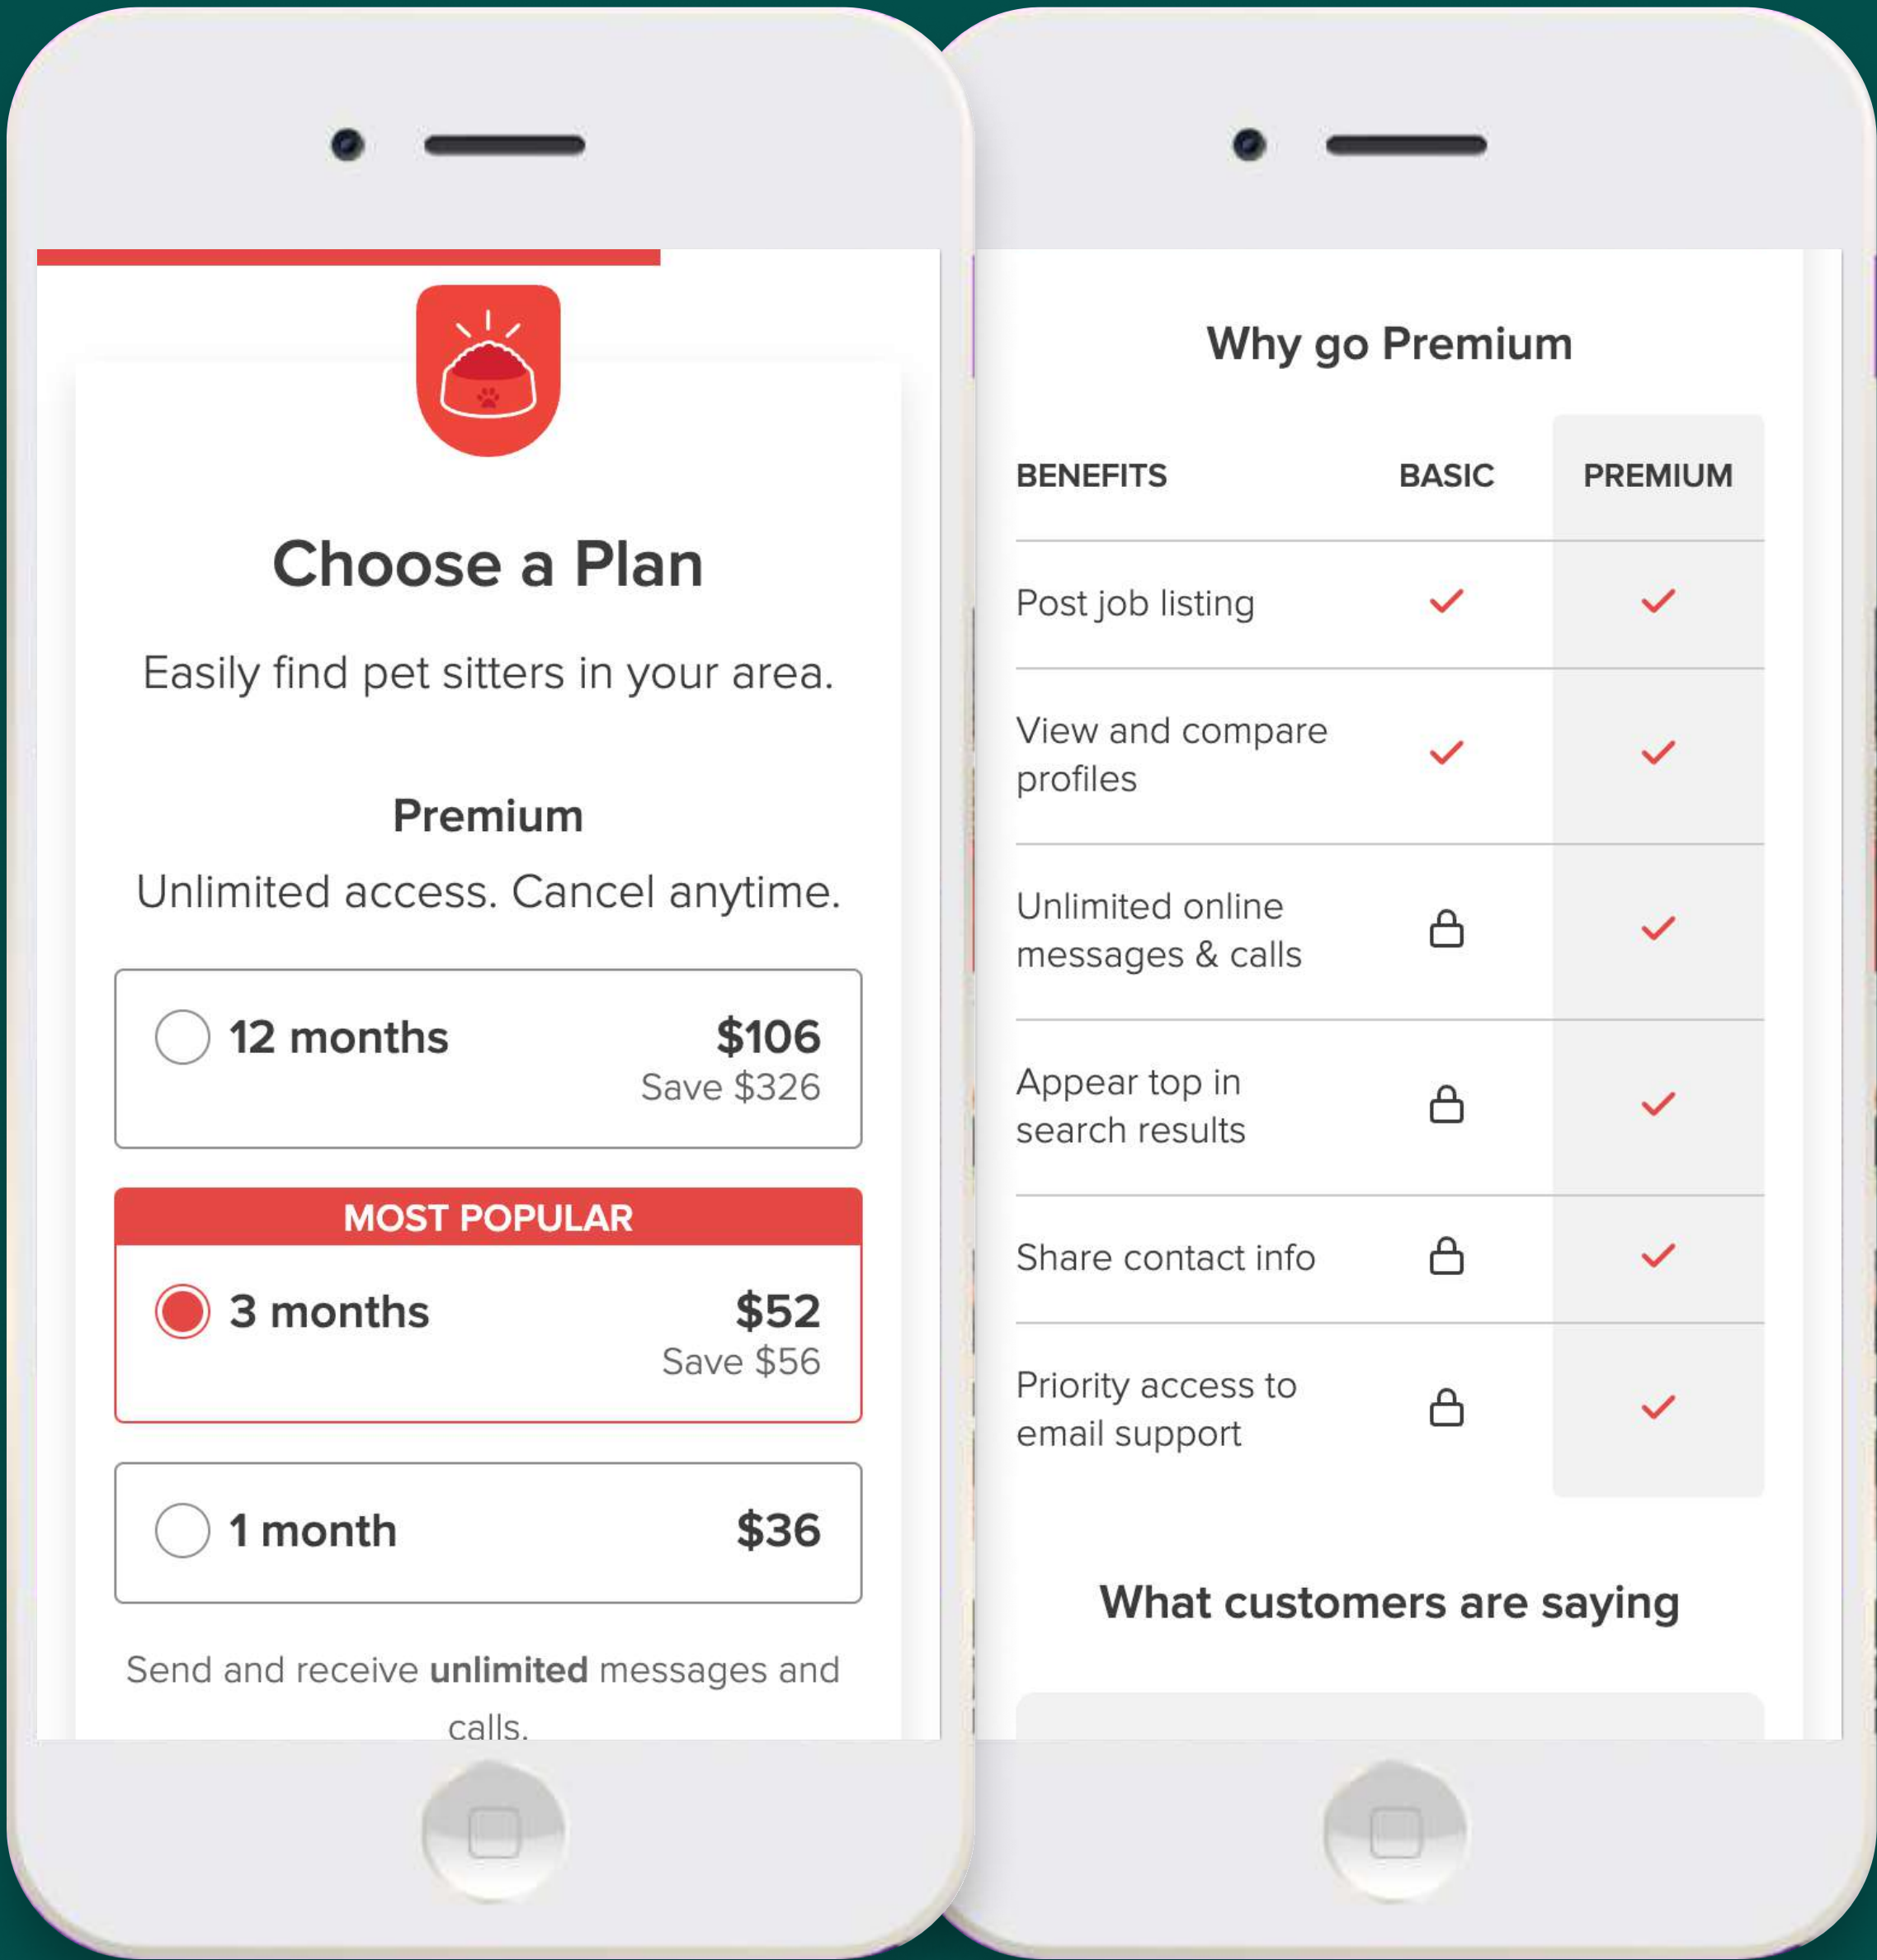 Choose a Plan
Easily find pet sitters in your area.
Premium
Unlimited access. Cancel anytime.
12 months $106
Save $326
MOST POPULAR
3 months $52
Save $56
1 month $36
Send and receive unlimited messages and
calls.
Why go Premium
BENEFITS BASIC PREMIUM
Post job listing
View and compare
profiles
Unlimited online
messages & calls
Appear top in
search results
Share contact info
Priority access to
email support
What customers are saying